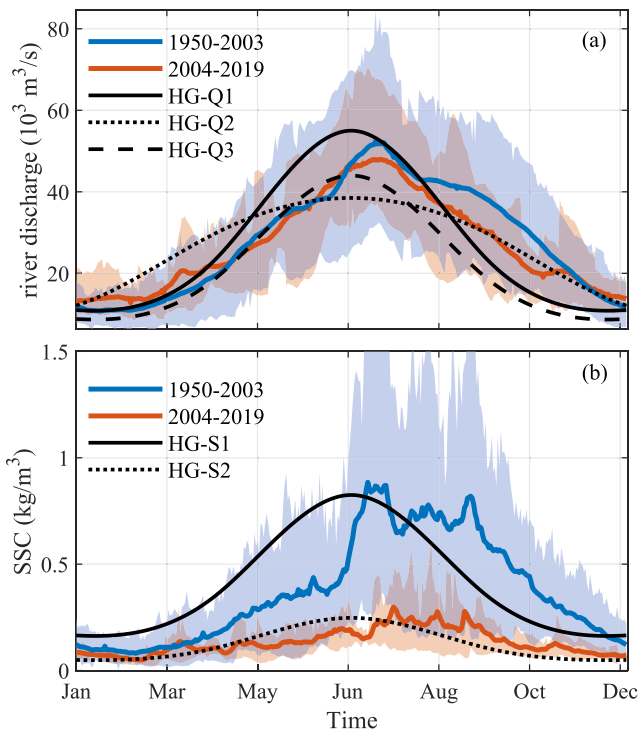 (a)
80
60
40
20
river discharge (10³ m³/s)
1950-2003
2004-2019
HG-Q1
HG-Q2
HG-Q3
(b)
1.5
1
0.5
0
SSC (kg/m³)
1950-2003
2004-2019
HG-S1
HG-S2
Jan Mar May Jun Aug Oct Dec
Time